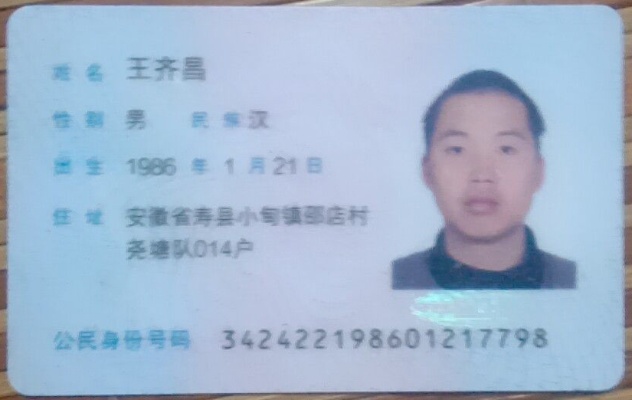 姓名 王齐昌
性别 男 民族 汉
出生 1986 年 1 月 21 日
住址 安徽省寿县小甸镇邵店村
尧塘队014户
公民身份号码 342422198601217798